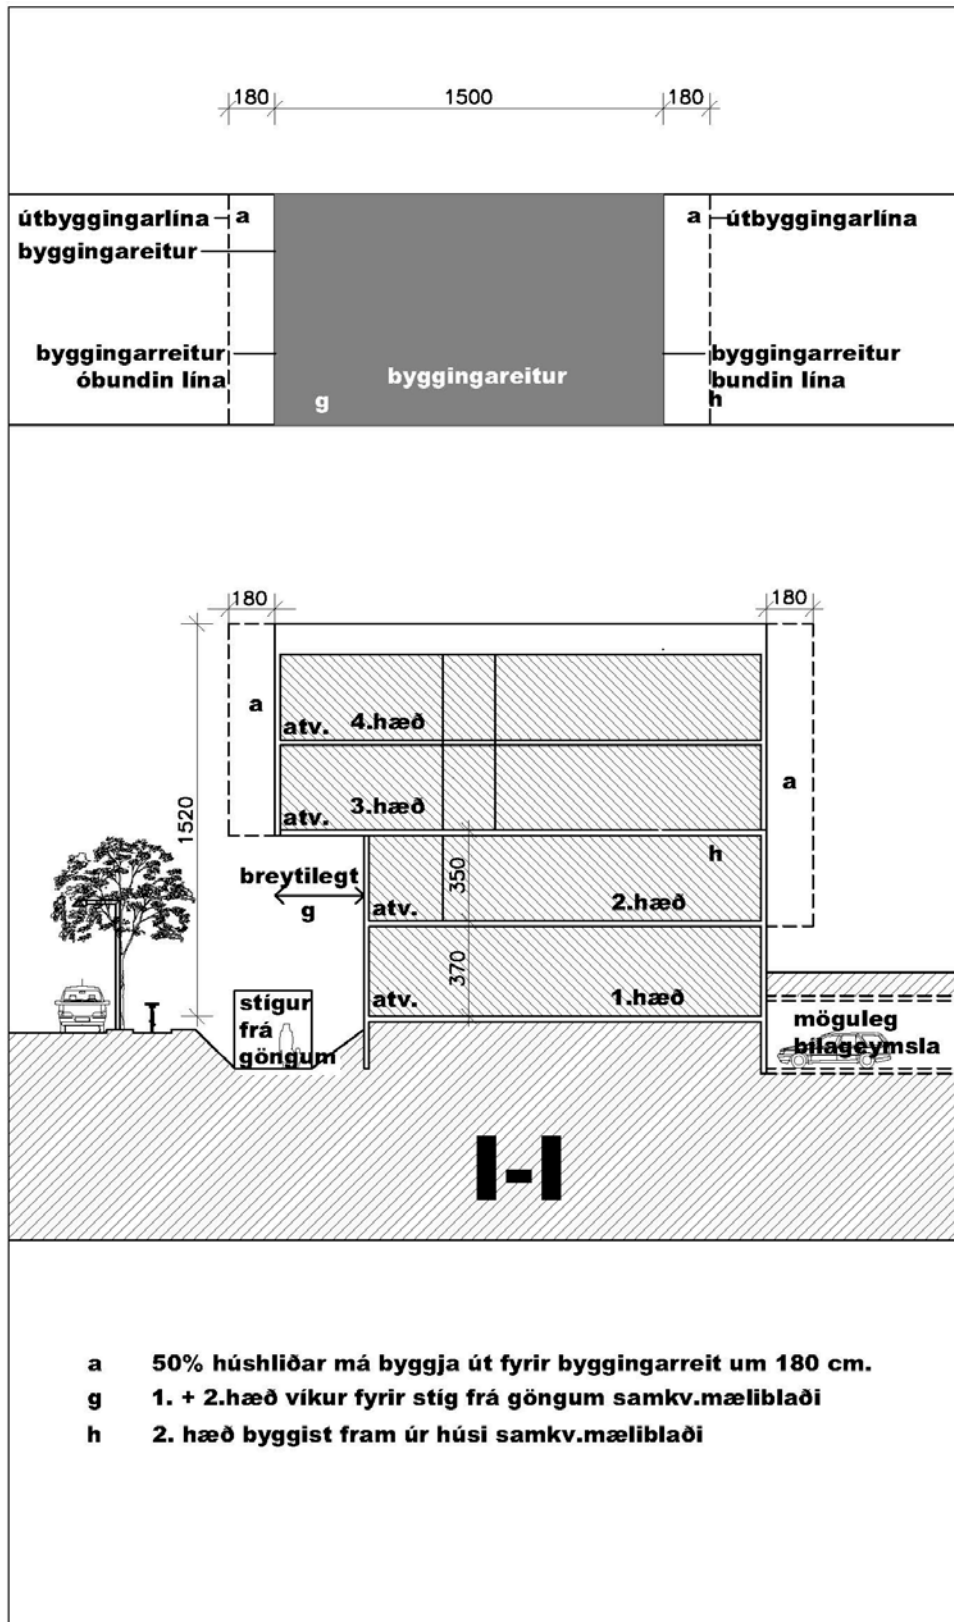 180 1500 180
útbyggingarlína a
a útbyggingarlína
byggingareitur
byggingarreitur
óbundin lína
byggingareitur
g
byggingarreitur
bundin lína
h
180
180
a
atv. 4.hæð
atv. 3.hæð
a
1520
breytilegt
g
350
h
atv. 2.hæð
370
atv. 1.hæð
stígur
frá
göngum
möguleg
bílageymsla
I-I
a 50% húshliðar má byggja út fyrir byggingarreit um 180 cm.
g 1. + 2.hæð víkur fyrir stíg frá göngum samkv.mæliblaði
h 2. hæð byggist fram úr húsi samkv.mæliblaði